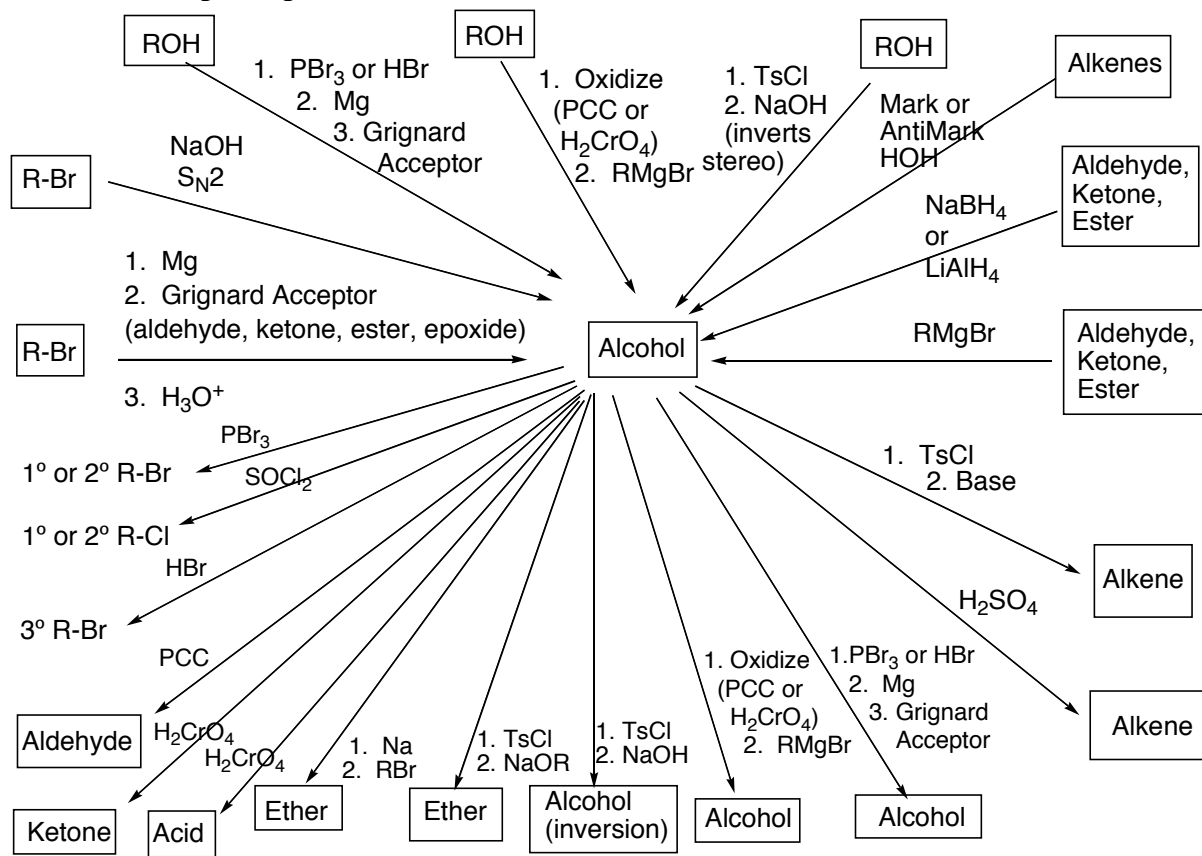 ROH
1. PBr3 or HBr
2. Mg
3. Grignard
Acceptor
ROH
1. Oxidize
(PCC or
H2CrO4)
2. RMgBr
ROH
1. TsCl
2. NaOH
(inverts
stereo)
Alkenes
Mark or
AntiMark
HOH
R-Br
NaOH
SN2
Aldehyde,
Ketone,
Ester
NaBH4
or
LiAlH4
R-Br
1. Mg
2. Grignard Acceptor
(aldehyde, ketone, ester, epoxide)
3. H3O+
Alcohol
RMgBr
Aldehyde,
Ketone,
Ester
PBr3
1º or 2º R-Br
SOCl2
1º or 2º R-Cl
HBr
3º R-Br
PCC
Aldehyde
H2CrO4
Ketone
H2CrO4
Acid
1. Na
2. RBr
Ether
1. TsCl
2. NaOR
Ether
1. TsCl
2. NaOH
Alcohol
(inversion)
1. Oxidize
(PCC or
H2CrO4)
2. RMgBr
Alcohol
1.PBr3 or HBr
2. Mg
3. Grignard
Acceptor
Alcohol
H2SO4
Alkene
1. TsCl
2. Base
Alkene